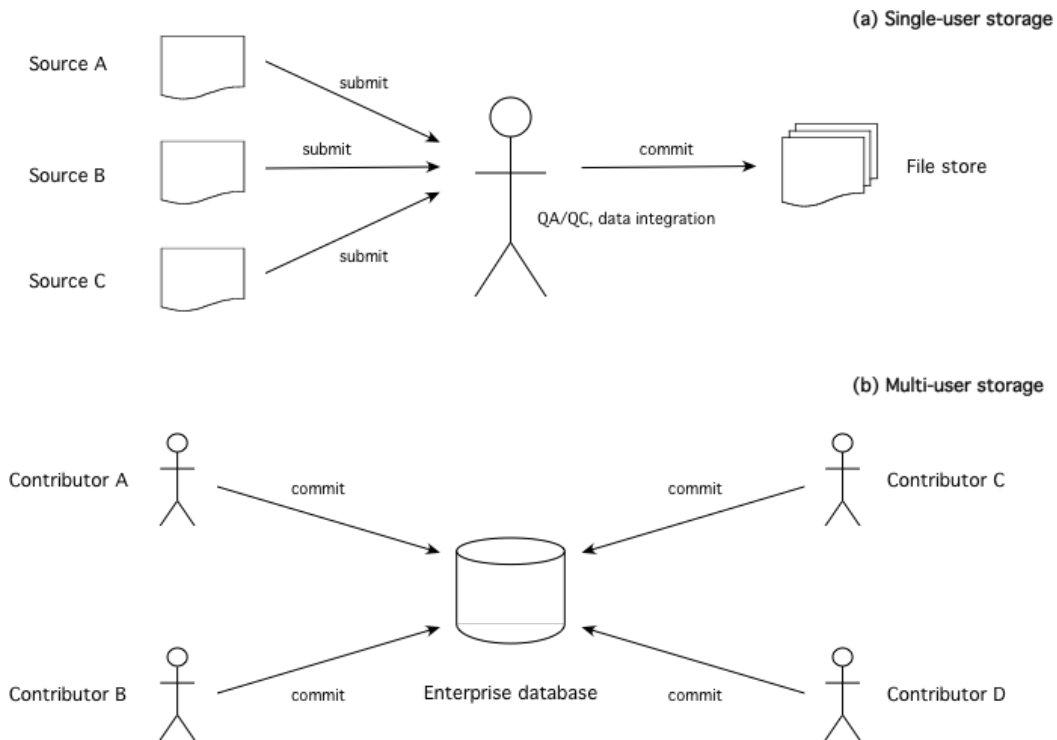 (a) Single-user storage
Source A
submit
Source B
submit
commit
File store
QA/QC, data integration
Source C
submit
(b) Multi-user storage
Contributor A
commit
commit
Contributor C
Contributor B
commit
Enterprise database
commit
Contributor D